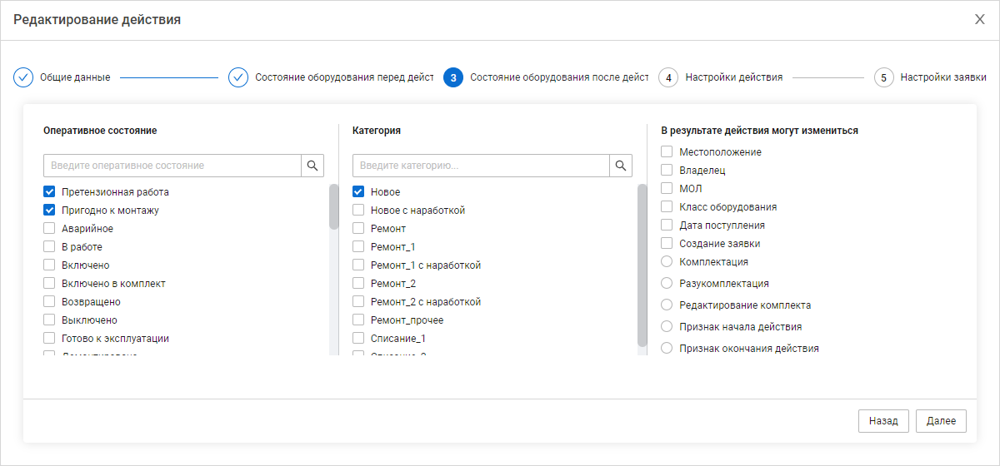 Редактирование действия
Общие данные
Состояние оборудования перед дейст
3
Состояние оборудования после дейст
4
Настройки действия
5
Настройки заявки
Оперативное состояние
Введите оперативное состояние
Претензионная работа
Пригодно к монтажу
Аварийное
В работе
Включено
Включено в комплект
Возвращено
Выключено
Готово к эксплуатации
Категория
Введите категорию...
Новое
Новое с наработкой
Ремонт
Ремонт_1
Ремонт_1 с наработкой
Ремонт_2
Ремонт_2 с наработкой
Ремонт_прочее
Списание_1
В результате действия могут измениться
Местоположение
Владелец
МОЛ
Класс оборудования
Дата поступления
Создание заявки
Комплектация
Разукомплектация
Редактирование комплекта
Признак начала действия
Признак окончания действия
Назад
Далее